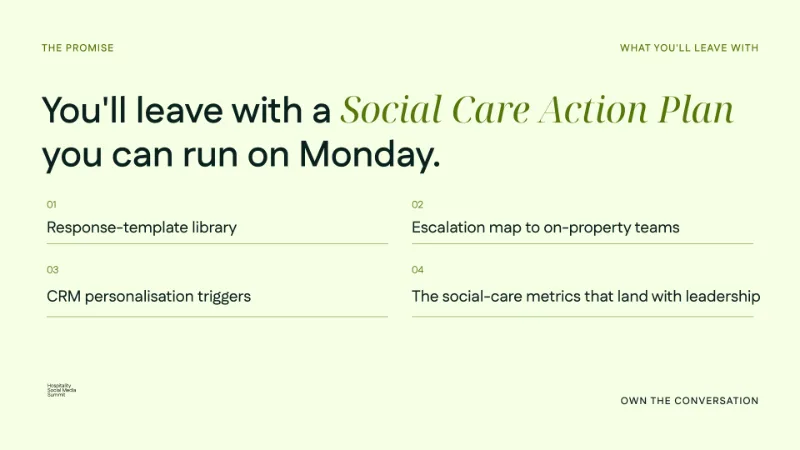 THE PROMISE
WHAT YOU'LL LEAVE WITH
You'll leave with a Social Care Action Plan
you can run on Monday.
01
Response-template library
02
Escalation map to on-property teams
03
CRM personalisation triggers
04
The social-care metrics that land with leadership
Hospitality
Social Media
Summit
OWN THE CONVERSATION